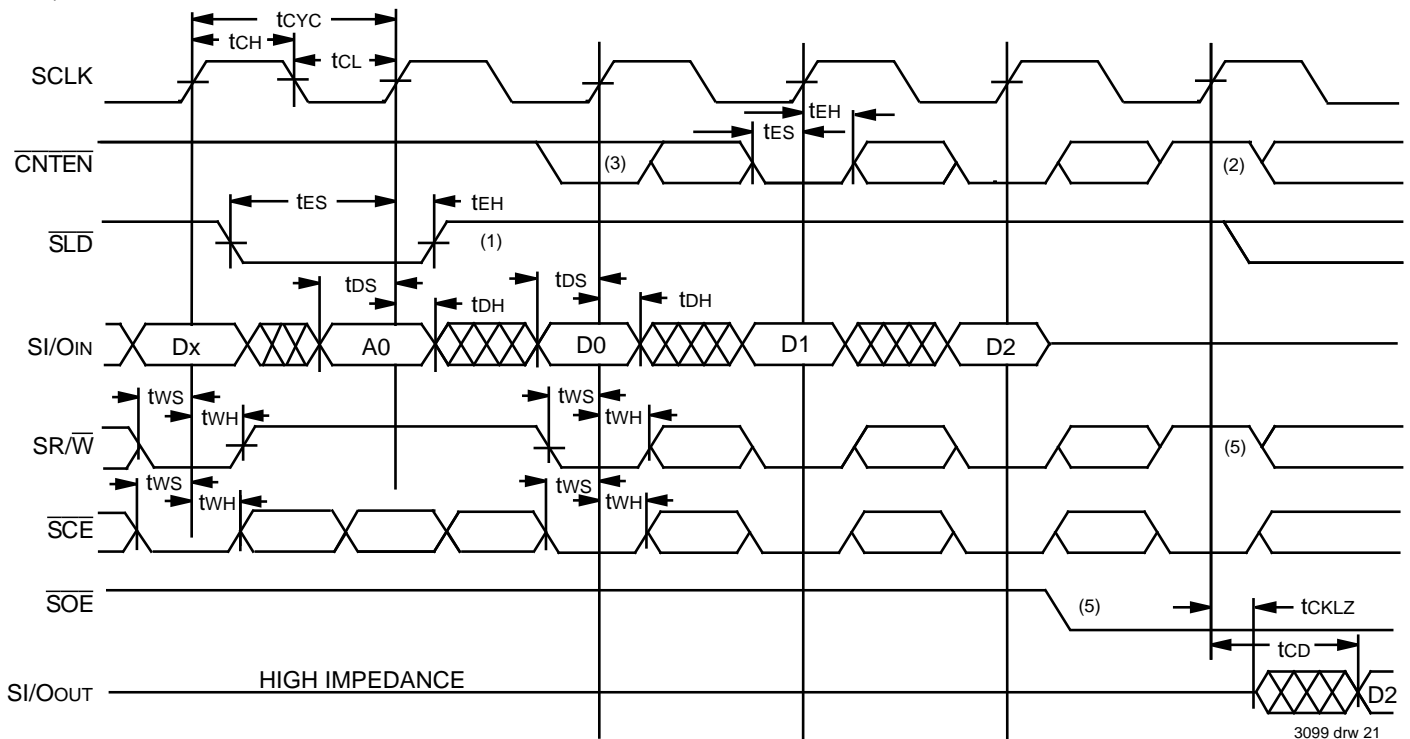 tCYC
tCH
tCL
SCLK
tEH
tES
CNTEN
(3)
(2)
tES
tEH
SLD
(1)
tDS
tDH
tDS
tDH
SI/OIN
Dx
A0
D0
D1
D2
tWS
tWH
tWS
tWH
SR/W
(5)
tWS
tWH
tWS
tWH
SCE
SOE
(5)
tCKLZ
tCD
SI/OOUT
HIGH IMPEDANCE
D2
3099 drw 21